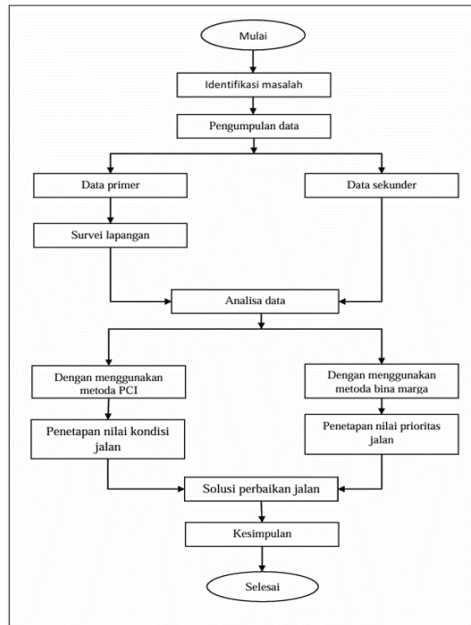 Mulai
Identifikasi masalah
Pengumpulan data
Data primer
Data sekunder
Survei lapangan
Analisa data
Dengan menggunakan
metoda PCI
Dengan menggunakan
metoda bina marga
Penetapan nilai kondisi
jalan
Penetapan nilai prioritas
jalan
Solusi perbaikan jalan
Kesimpulan
Selesai